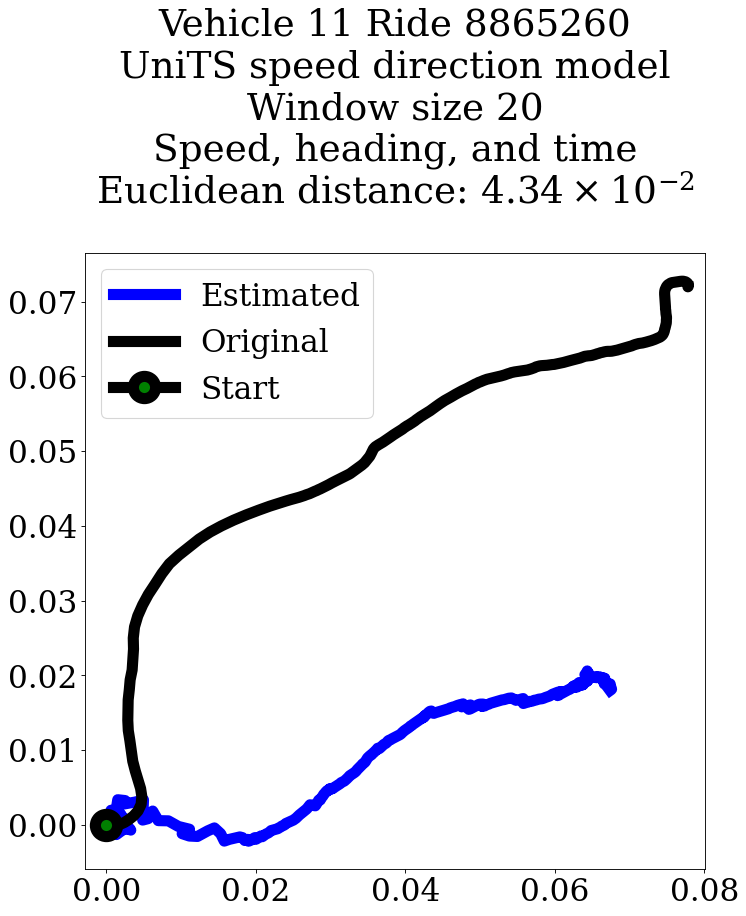 Vehicle 11 Ride 8865260
UniTS speed direction model
Window size 20
Speed, heading, and time
Euclidean distance: 4.34 × 10⁻²
Estimated
Original
Start
0.07
0.06
0.05
0.04
0.03
0.02
0.01
0.00
0.00 0.02 0.04 0.06 0.08